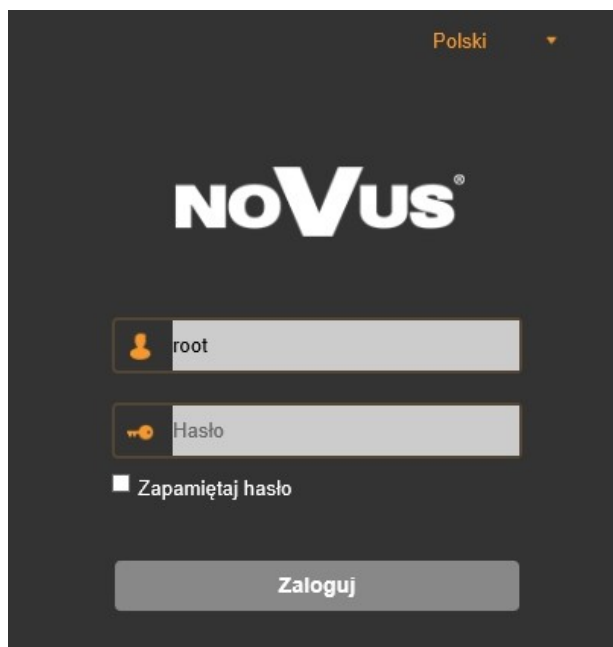 Polski
NOVUS®
root
Hasło
Zapamiętaj hasło
Zaloguj